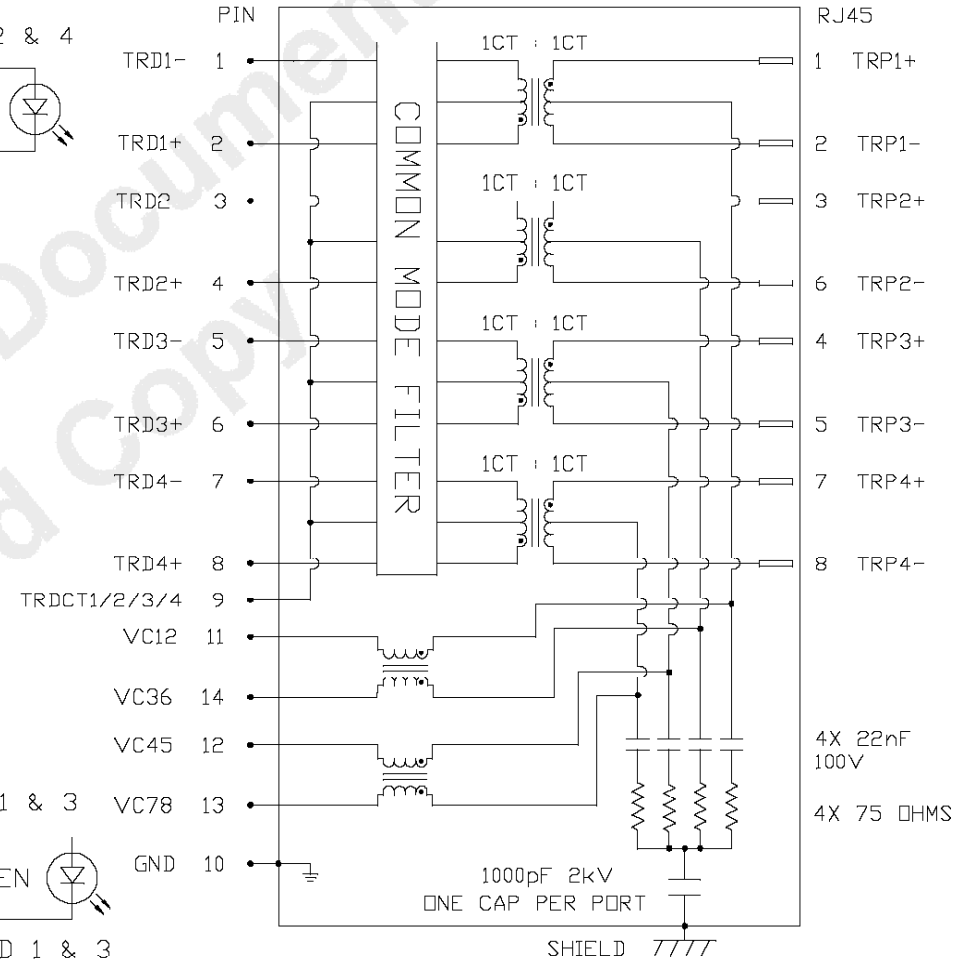 PIN
RJ45
2 & 4
1CT : 1CT
TRD1- 1
1 TRP1+
TRD1+ 2
2 TRP1-
1CT : 1CT
TRD2 3
3 TRP2+
TRD2+ 4
6 TRP2-
1CT : 1CT
TRD3- 5
4 TRP3+
TRD3+ 6
5 TRP3-
1CT : 1CT
TRD4- 7
7 TRP4+
TRD4+ 8
8 TRP4-
COMMON MODE FILTER
TRDCT1/2/3/4 9
VC12 11
VC36 14
VC45 12
4X 22nF
100V
1 & 3
VC78 13
4X 75 OHMS
EN
GND 10
1000pF 2kV
ONE CAP PER PORT
D 1 & 3
SHIELD
Document
d Copy